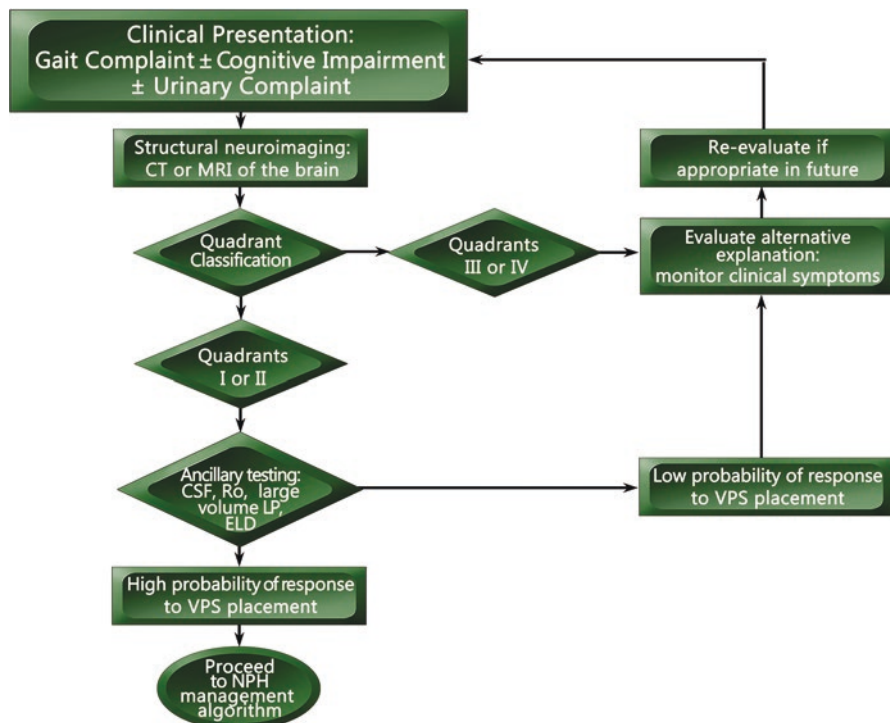 Clinical Presentation:
Gait Complaint ± Cognitive Impairment
± Urinary Complaint
Structural neuroimaging:
CT or MRI of the brain
Re-evaluate if
appropriate in future
Quadrant
Classification
Quadrants
III or IV
Evaluate alternative
explanation:
monitor clinical symptoms
Quadrants
I or II
Ancillary testing:
CSF, Ro, large
volume LP,
ELD
Low probability of response
to VPS placement
High probability of response
to VPS placement
Proceed
to NPH
management
algorithm